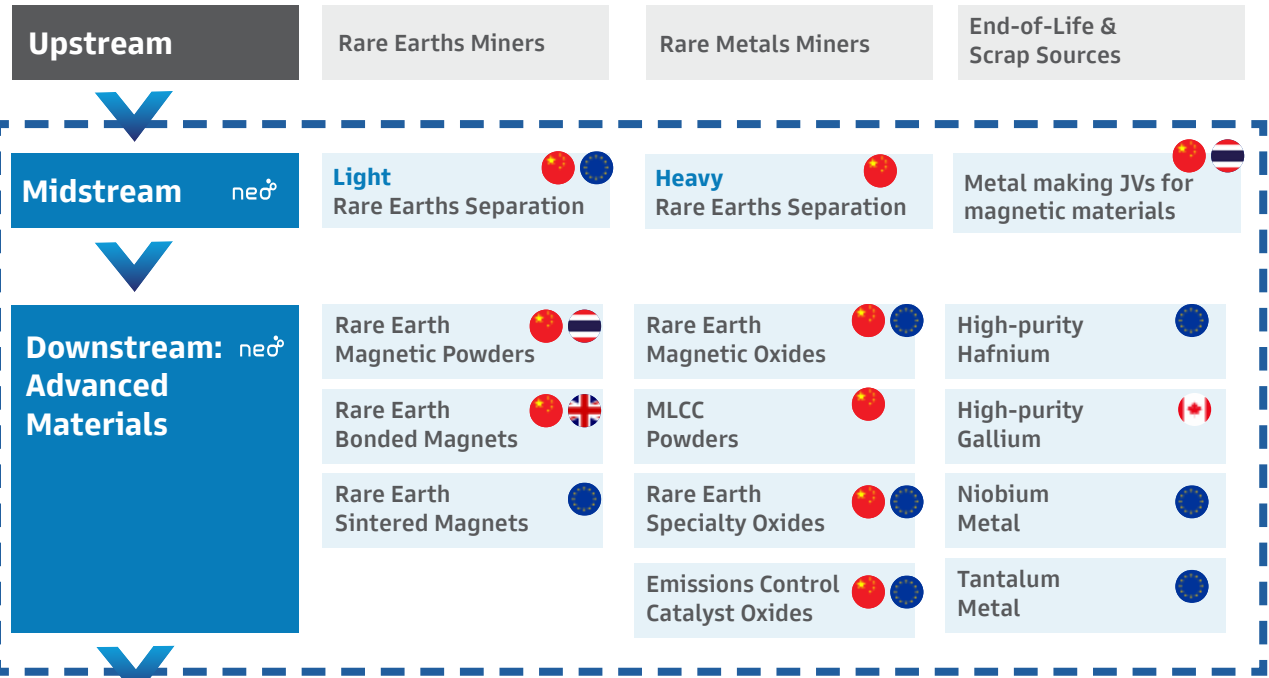 Upstream
Rare Earths Miners
Rare Metals Miners
End-of-Life &
Scrap Sources
Midstream
neo
Light
Rare Earths Separation
Heavy
Rare Earths Separation
Metal making JVs for
magnetic materials
Downstream:
neo
Advanced
Materials
Rare Earth
Magnetic Powders
Rare Earth
Magnetic Oxides
High-purity
Hafnium
Rare Earth
Bonded Magnets
MLCC
Powders
High-purity
Gallium
Rare Earth
Sintered Magnets
Rare Earth
Specialty Oxides
Niobium
Metal
Emissions Control
Catalyst Oxides
Tantalum
Metal